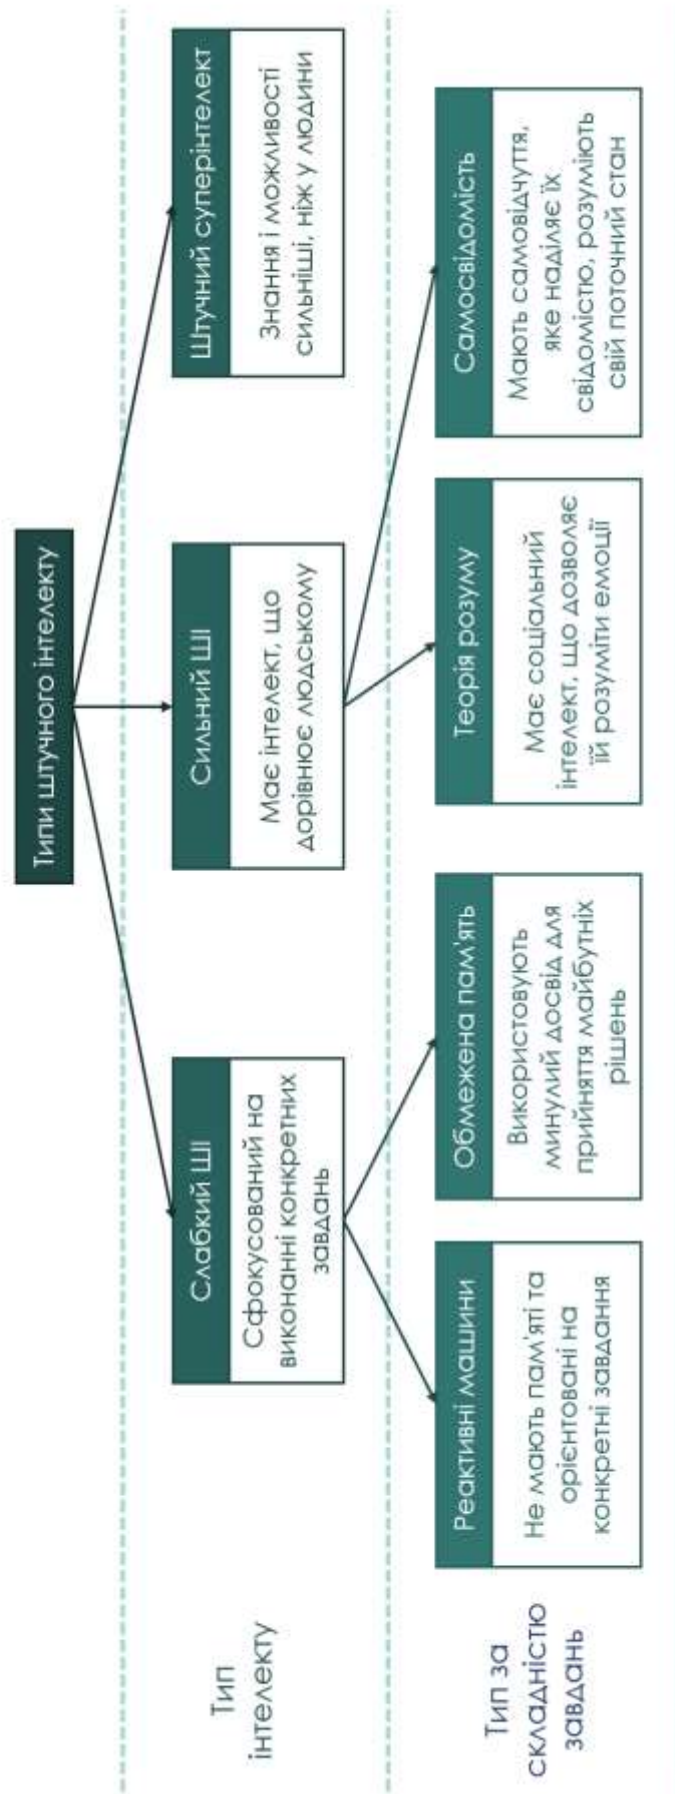 Типи штучного інтелекту
Тип
інтелекту
Слабкий ШІ
Сфокусований на
виконанні конкретних
завдань
Сильний ШІ
Має інтелект, що
дорівнює людському
Штучний суперінтелект
Знання і можливості
сильніші, ніж у людини
Тип за
складністю
завдань
Реактивні машини
Не мають пам'яті та
орієнтовані на
конкретні завдання
Обмежена пам'ять
Використовують
минулий досвід для
прийняття майбутніх
рішень
Теорія розуму
Має соціальний
інтелект, що дозволяє
їй розуміти емоції
Самосвідомість
Мають самовідчуття,
яке наділяє їх
свідомістю, розуміють
свій поточний стан